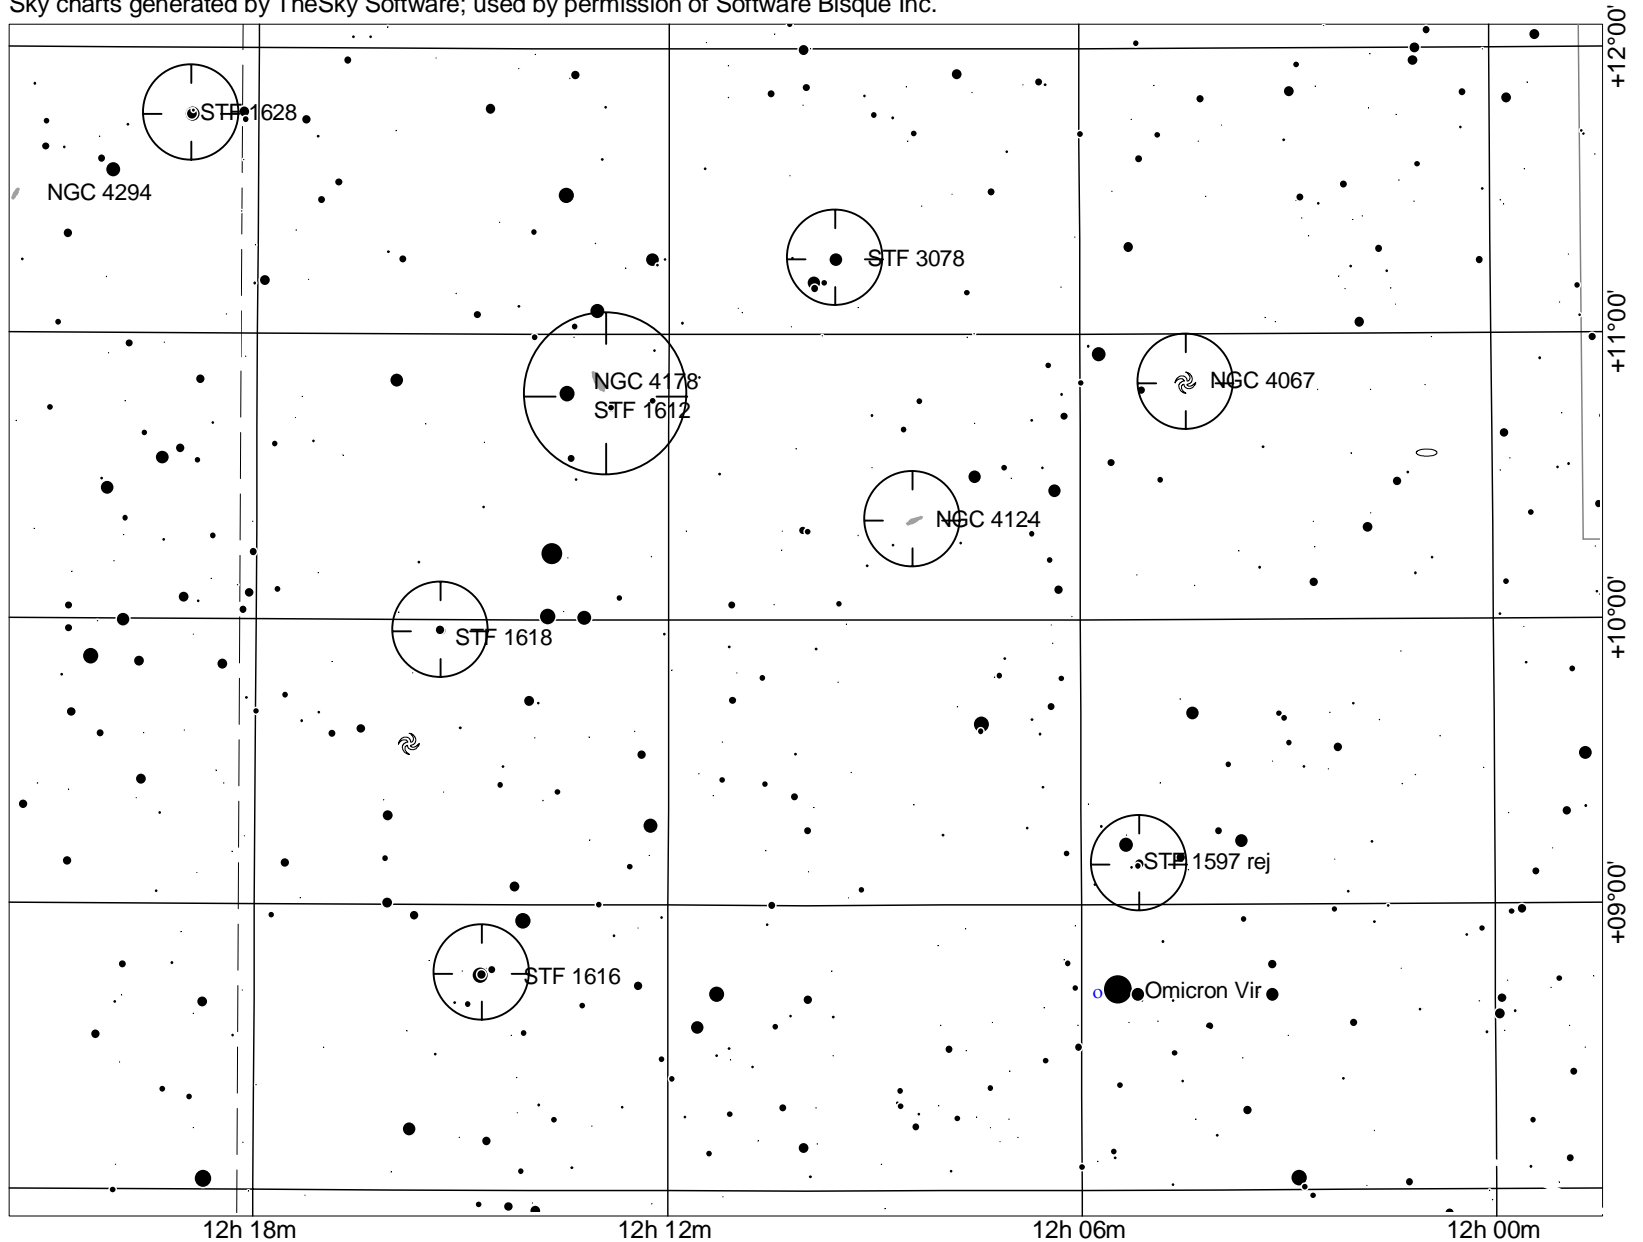 Sky charts generated by TheSky Software; used by permission of Software Bisque Inc.
+12°00'
STF 1628
NGC 4294
STF 3078
+11°00'
NGC 4178
NGC 4067
STF 1612
NGC 4124
+10°00'
STF 1618
STF 1597 rej
+09°00'
STF 1616
o Omicron Vir
12h 18m 12h 12m 12h 06m 12h 00m